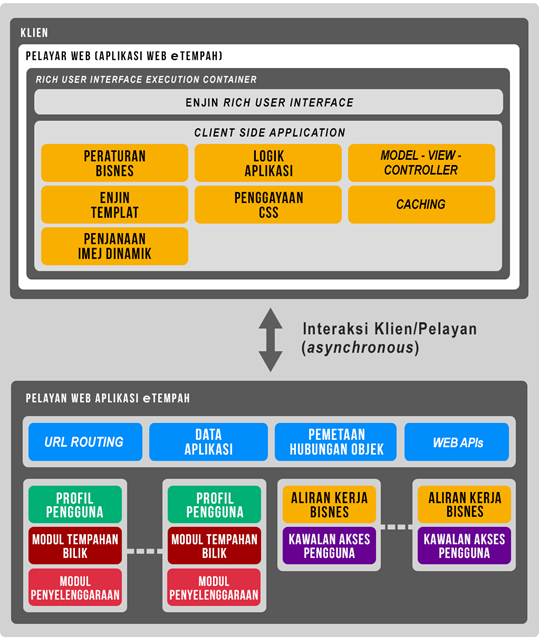 KLIEN
PELAYAR WEB (APLIKASI WEB eTEMPAH)
RICH USER INTERFACE EXECUTION CONTAINER
ENJIN RICH USER INTERFACE
CLIENT SIDE APPLICATION
PERATURAN
BISNES
LOGIK
APLIKASI
MODEL - VIEW -
CONTROLLER
ENJIN
TEMPLAT
PENGGAYAAN
CSS
CACHING
PENJANAAN
IMEJ DINAMIK
Interaksi Klien/Pelayan
(asynchronous)
PELAYAN WEB APLIKASI eTEMPAH
URL ROUTING
DATA
APLIKASI
PEMETAAN
HUBUNGAN OBJEK
WEB APIs
PROFIL
PENGGUNA
MODUL TEMPAHAN
BILIK
MODUL
PENYELENGGARAAN
PROFIL
PENGGUNA
MODUL TEMPAHAN
BILIK
MODUL
PENYELENGGARAAN
ALIRAN KERJA
BISNES
KAWALAN AKSES
PENGGUNA
ALIRAN KERJA
BISNES
KAWALAN AKSES
PENGGUNA